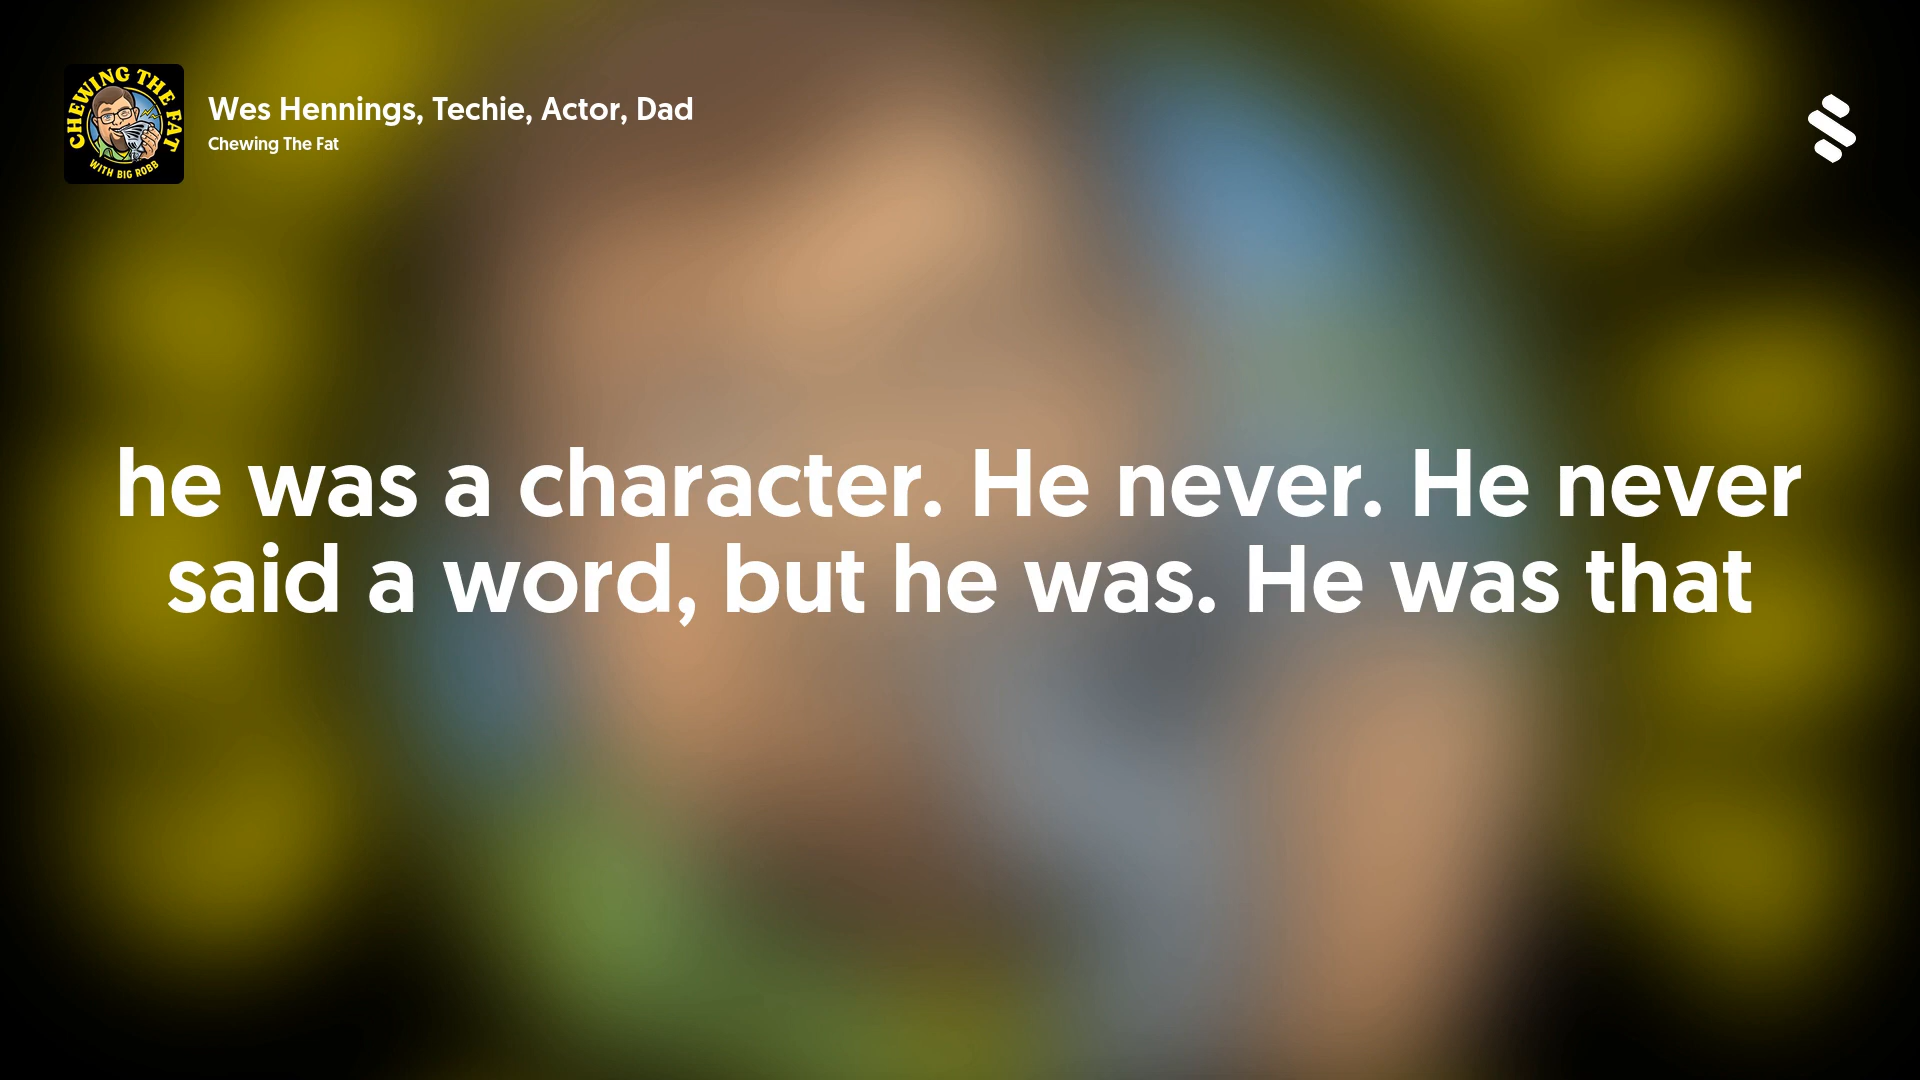 CHEWING THE FAT
WITH BIG ROBB
Wes Hennings, Techie, Actor, Dad
Chewing The Fat
he was a character. He never. He never
said a word, but he was. He was that